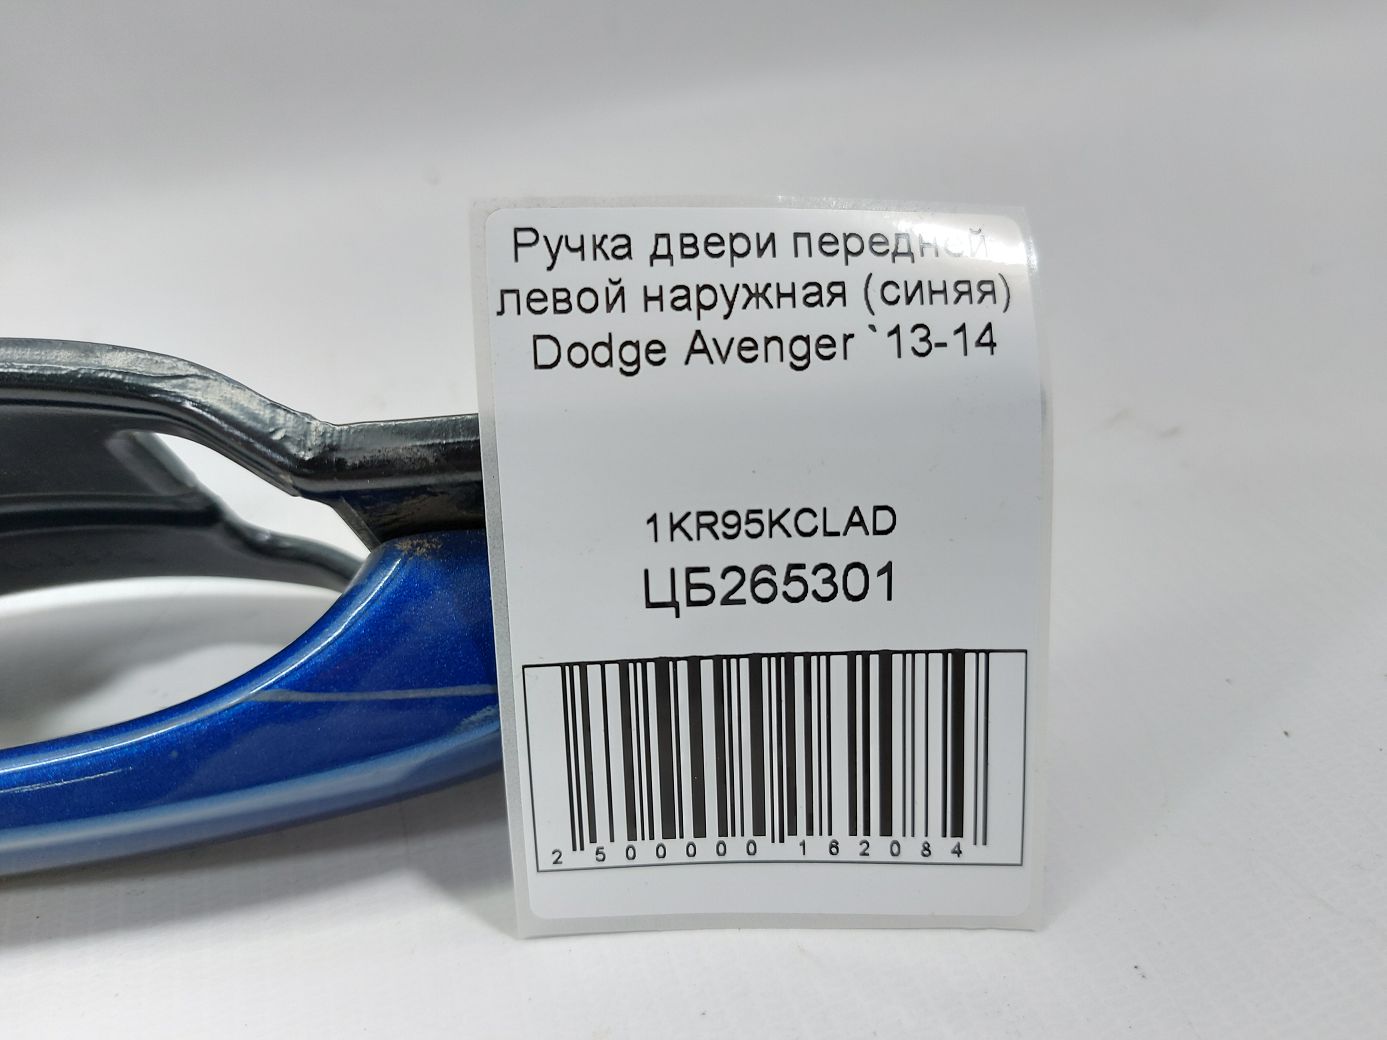 Ручка двери передней
левой наружная (синяя)
Dodge Avenger `13-14
1KR95KCLAD
ЦБ265301
2 500000 162084